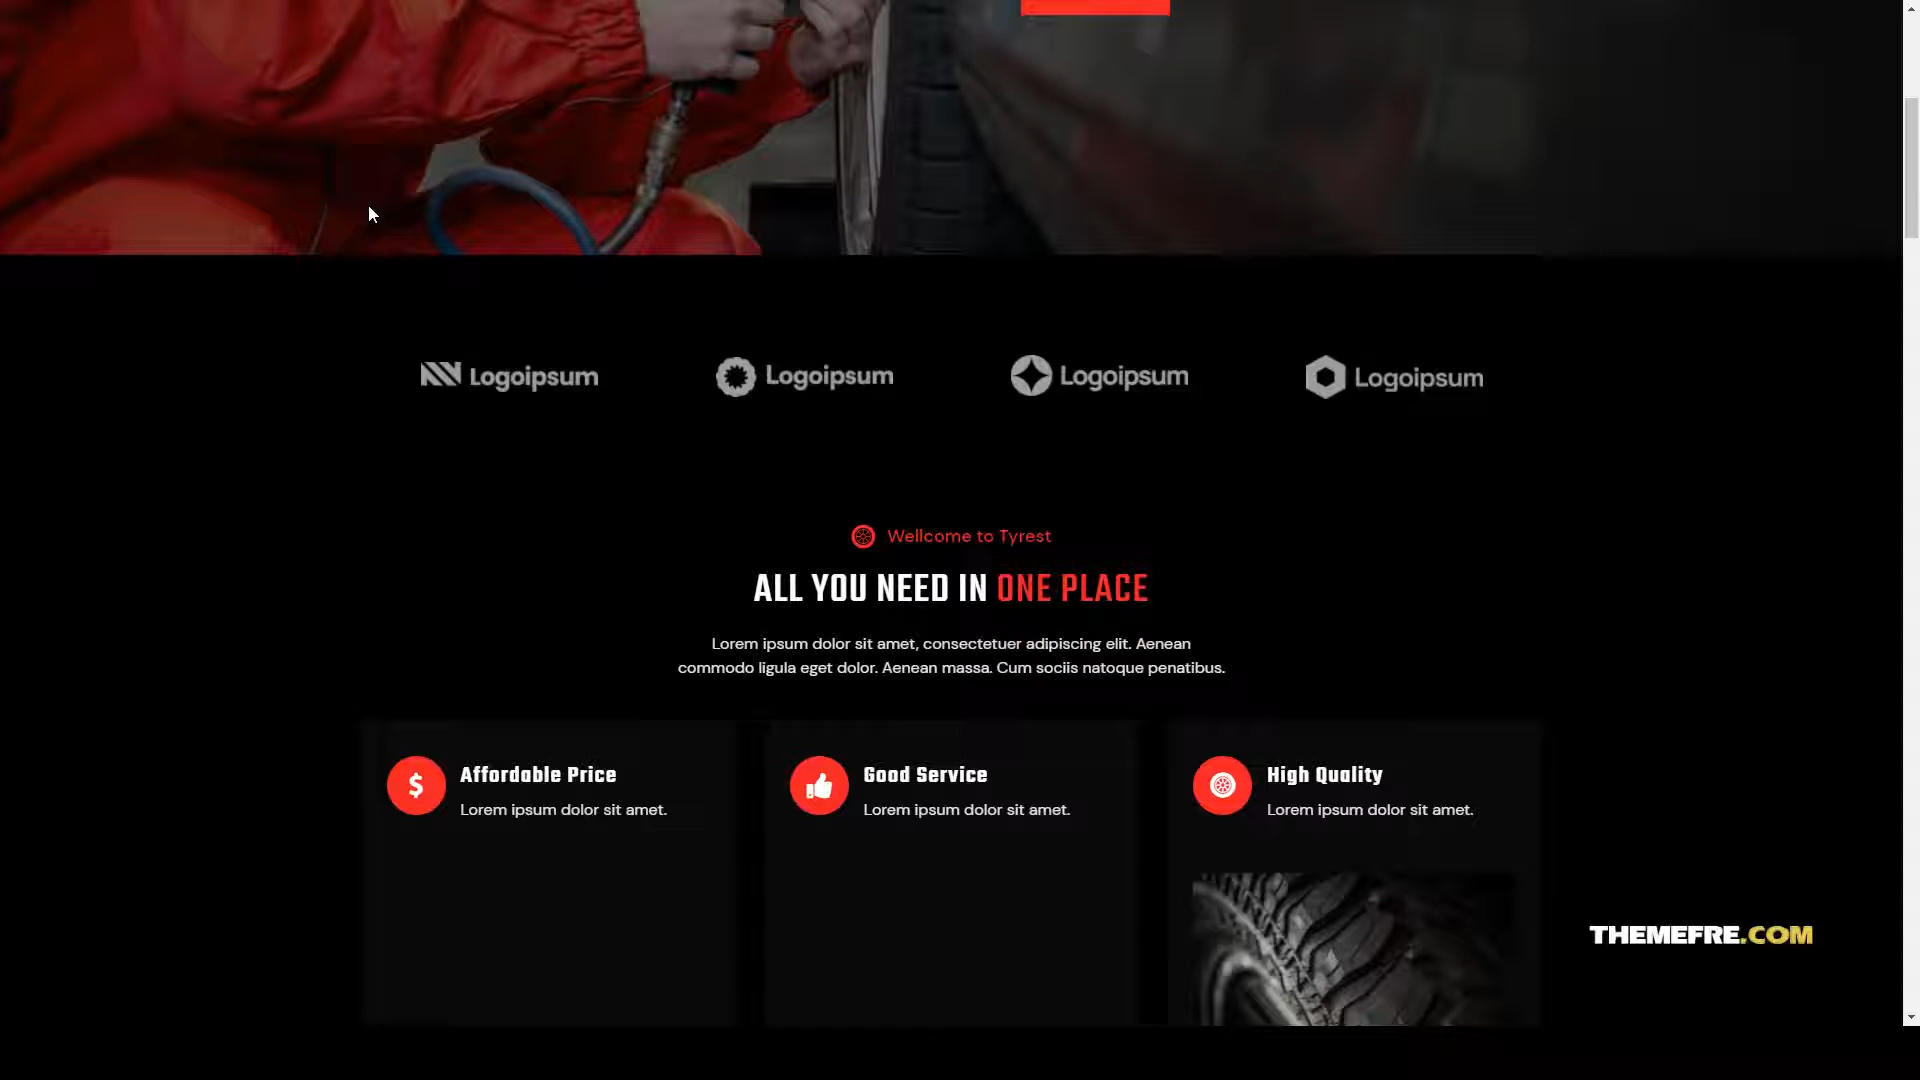 Logoipsum Logoipsum Logoipsum Logoipsum
Wellcome to Tyrest
ALL YOU NEED IN ONE PLACE
Lorem ipsum dolor sit amet, consectetuer adipiscing elit. Aenean
commodo ligula eget dolor. Aenean massa. Cum sociis natoque penatibus.
Affordable Price
Lorem ipsum dolor sit amet.
Good Service
Lorem ipsum dolor sit amet.
High Quality
Lorem ipsum dolor sit amet.
THEMEFRE.COM